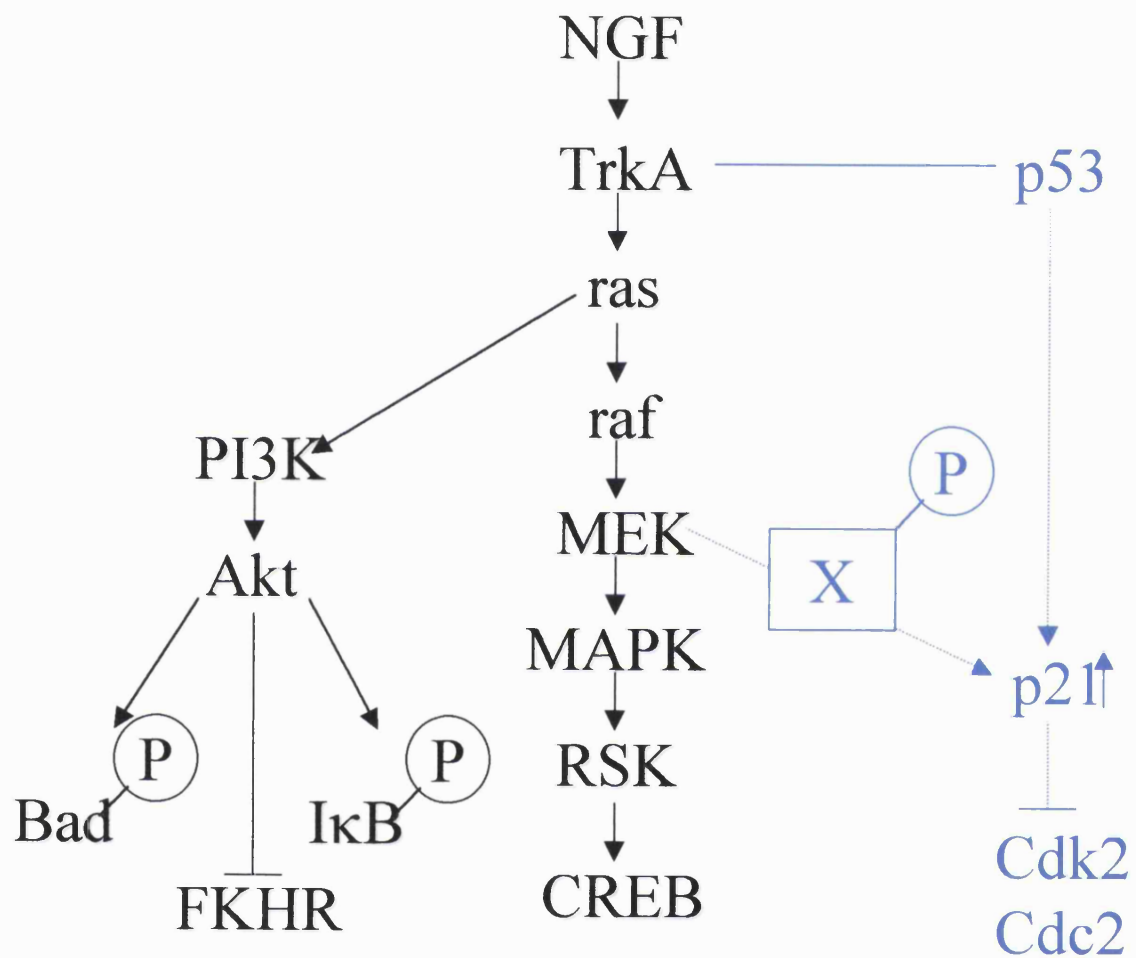 NGF
TrkA
p53
ras
raf
PI3K
P
MEK
X
Akt
MAPK
p21
P
P
RSK
Bad
IκB
Cdk2
FKHR
CREB
Cdc2